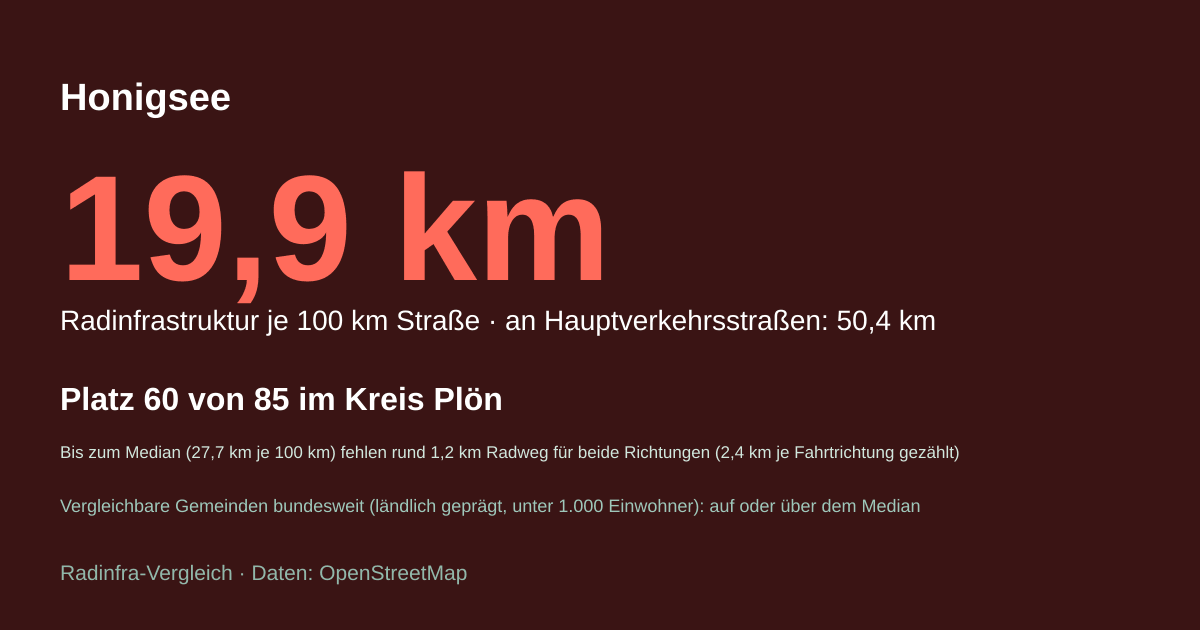 Honigsee
19,9 km
Radinfrastruktur je 100 km Straße · an Hauptverkehrsstraßen: 50,4 km
Platz 60 von 85 im Kreis Plön
Bis zum Median (27,7 km je 100 km) fehlen rund 1,2 km Radweg für beide Richtungen (2,4 km je Fahrtrichtung gezählt)
Vergleichbare Gemeinden bundesweit (ländlich geprägt, unter 1.000 Einwohner): auf oder über dem Median
Radinfra-Vergleich · Daten: OpenStreetMap